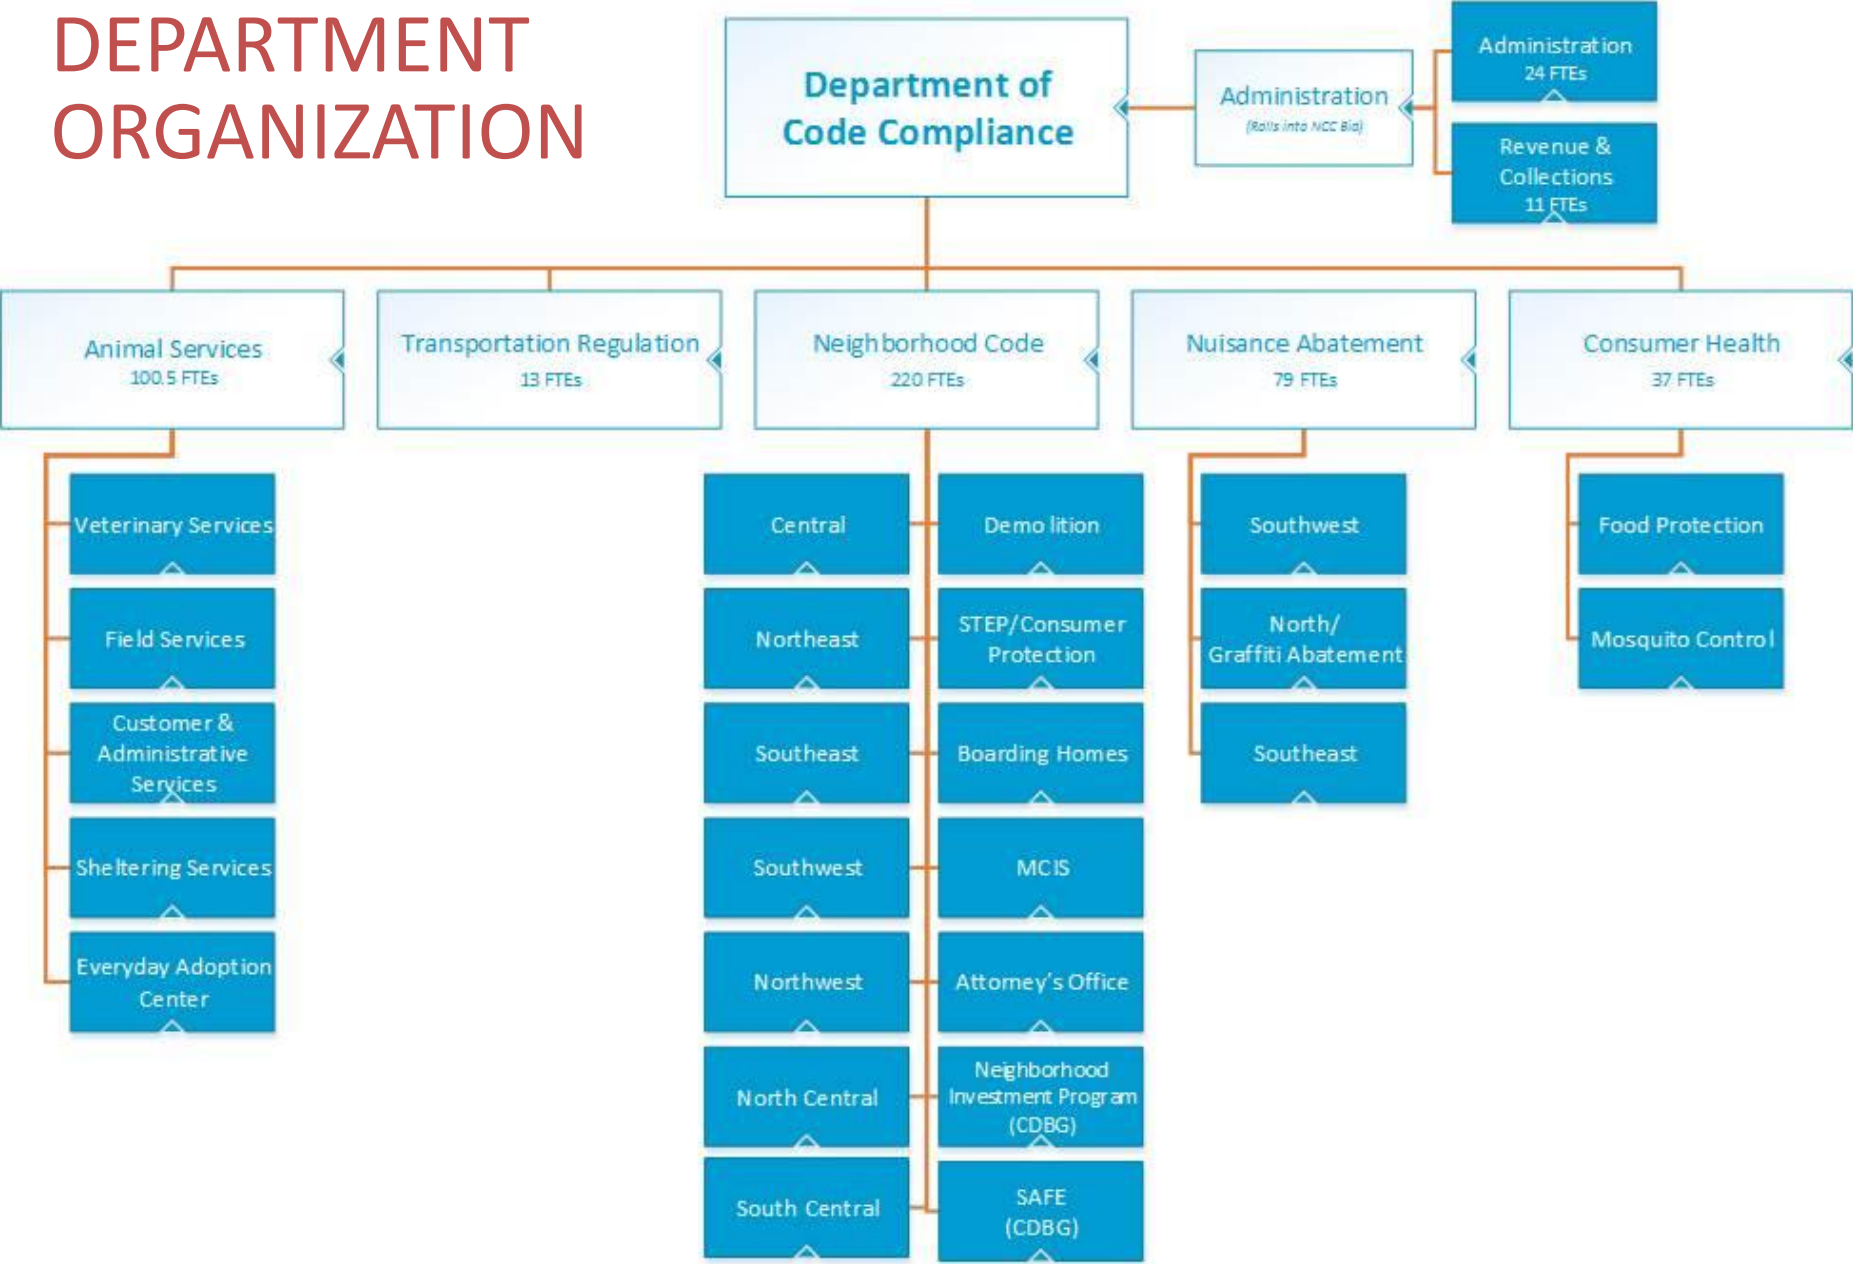 DEPARTMENT
ORGANIZATION
Department of
Code Compliance
Administration
(Rolls into NCC Bid)
Administration
24 FTEs
Revenue &
Collections
11 FTEs
Animal Services
100.5 FTEs
Transportation Regulation
13 FTEs
Neighborhood Code
220 FTEs
Nuisance Abatement
79 FTEs
Consumer Health
37 FTEs
Veterinary Services
Field Services
Customer &
Administrative
Services
Sheltering Services
Everyday Adoption
Center
Central
Northeast
Southeast
Southwest
Northwest
North Central
South Central
Demolition
STEP/Consumer
Protection
Boarding Homes
MCIS
Attorney's Office
Neighborhood
Investment Program
(CDBG)
SAFE
(CDBG)
Southwest
North/
Graffiti Abatement
Southeast
Food Protection
Mosquito Control